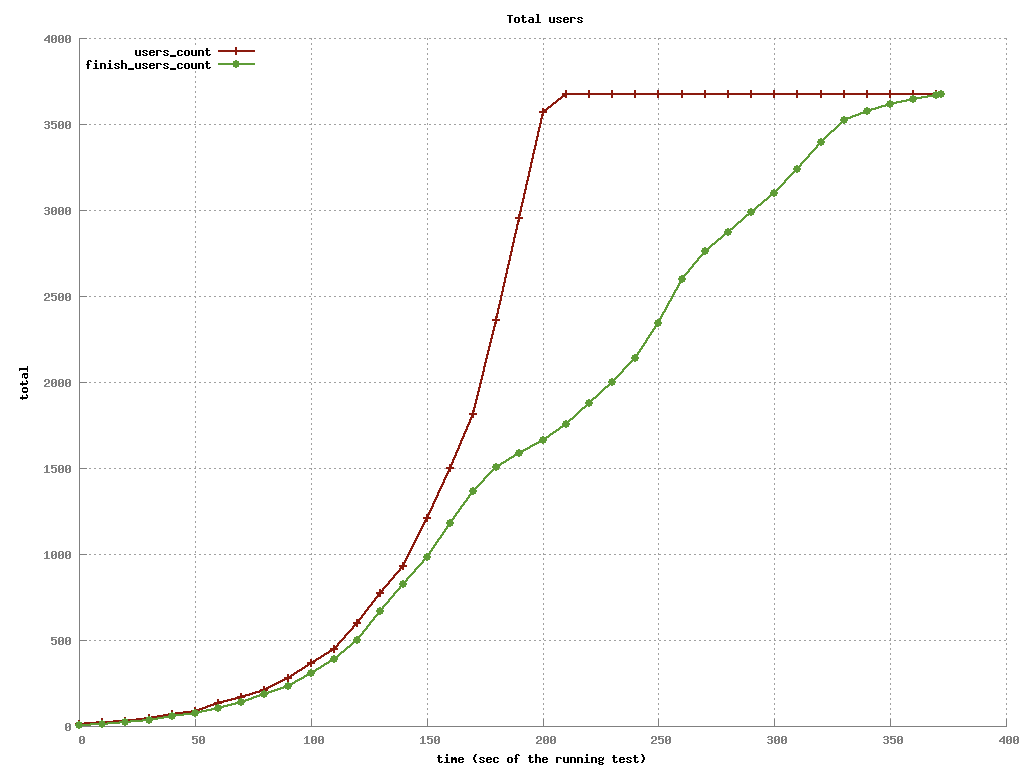 Total users
users_count
finish_users_count
4000
3500
3000
2500
2000
1500
1000
500
0
total
0 50 100 150 200 250 300 350 400
time (sec of the running test)